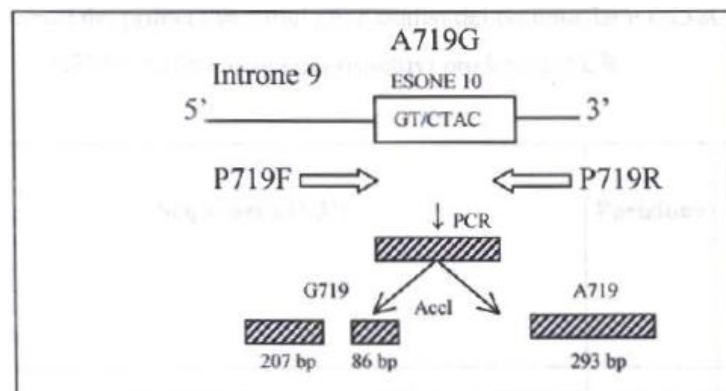 A719G
Introne 9
ESONE 10
5’
GT/CTAC
3’
P719F
P719R
PCR
G719
AccI
A719
207 bp
86 bp
293 bp